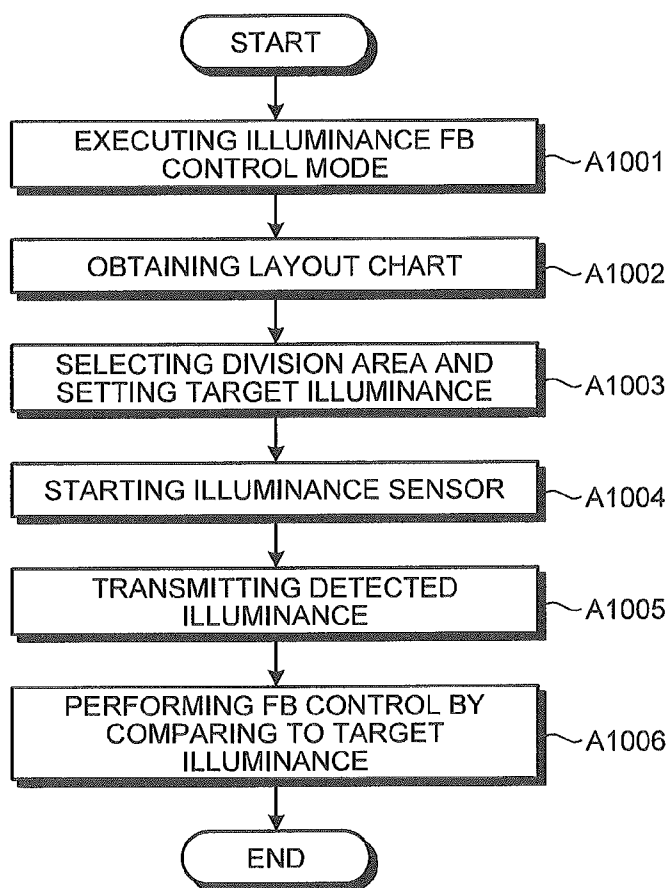 START
EXECUTING ILLUMINANCE FB
CONTROL MODE
A1001
OBTAINING LAYOUT CHART
A1002
SELECTING DIVISION AREA AND
SETTING TARGET ILLUMINANCE
A1003
STARTING ILLUMINANCE SENSOR
A1004
TRANSMITTING DETECTED
ILLUMINANCE
A1005
PERFORMING FB CONTROL BY
COMPARING TO TARGET
ILLUMINANCE
A1006
END